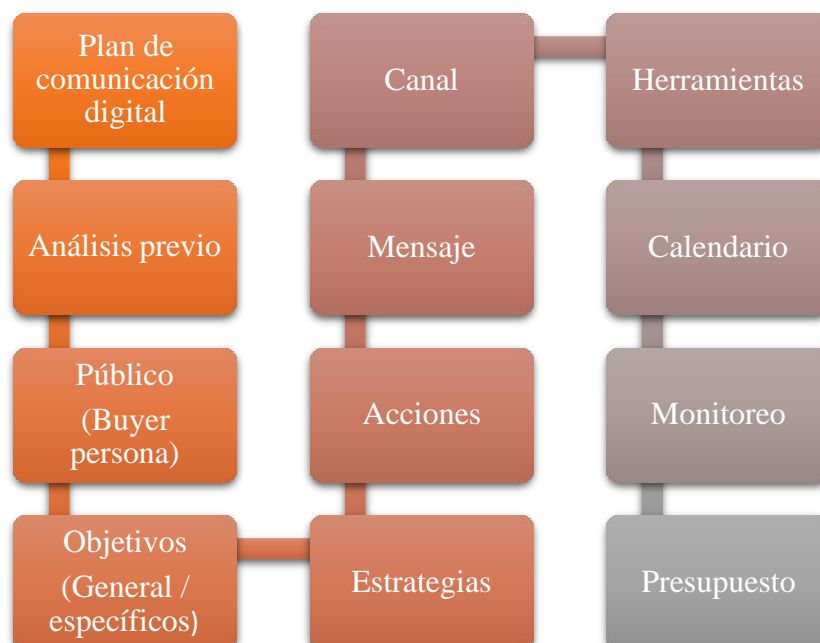 Plan de
comunicación
digital
Análisis previo
Público
(Buyer
persona)
Objetivos
(General /
específicos)
Estrategias
Acciones
Mensaje
Canal
Herramientas
Calendario
Monitoreo
Presupuesto